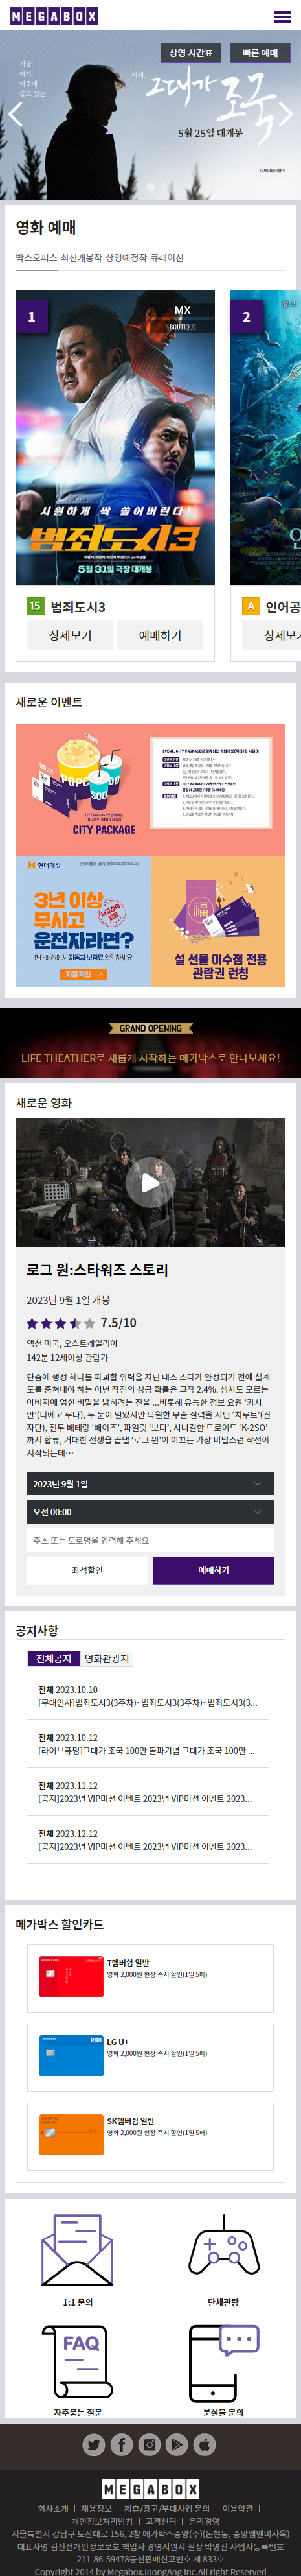 MEGABOX
상영 시간표
빠른 예매
지금
여기
이곳에
살고 있는
이제,
그대가 조국
5월 25일 대개봉
영화 예매
박스오피스 최신개봉작 상영예정작 큐레이션
1
MX
BOUTIQUE
시원하게 싹 쓸어버린다!
범죄도시3
5월 31일 극장 대개봉
15 범죄도시3
상세보기
예매하기
2
A 인어공
상세보기
새로운 이벤트
POPC
SOO
CITY PACKAGE
EVENT. CITY PACKAGE와 함께하는
현대해상
3년 이상
무사고
운전자라면?
현대해상에서 자동차 보험료 확인하세요!
지금 확인
福
설 선물 이수점 전용
관람권 런칭
GRAND OPENING
LIFE THEATHER로 새롭게 시작하는 메가박스로 만나보세요!
새로운 영화
로그 원:스타워즈 스토리
2023년 9월 1일 개봉
7.5/10
액션 미국, 오스트레일리아
142분 12세이상 관람가
단숨에 행성 하나를 파괴할 위력을 지닌 데스 스타가 완성되기 전에 설계
도를 훔쳐내야 하는 이번 작전의 성공 확률은 고작 2.4%. 생사도 모르는
아버지에 얽힌 비밀을 밝히려는 진을 ...비롯해 유능한 정보 요원 ‘카시
안’(디에고 루나), 두 눈이 멀었지만 탁월한 무술 실력을 지닌 ‘치루트’(견
자단), 전투 베테랑 ‘베이즈’, 파일럿 ‘보디’, 시니컬한 드로이드 ‘K-2SO’
까지 합류, 거대한 전쟁을 끝낼 ‘로그 원’이 이끄는 가장 비밀스런 작전이
시작되는데…
2023년 9월 1일
오전 00:00
주소 또는 도로명을 입력해 주세요
좌석할인
예매하기
공지사항
전체공지
영화관광지
전체 2023.10.10
[무대인사]범죄도시3(3주차)~범죄도시3(3주차)~범죄도시3(3...
전체 2023.10.12
[라이브퓨밍]그대가 조국 100만 돌파기념 그대가 조국 100만 ...
전체 2023.11.12
[공지]2023년 VIP미션 이벤트 2023년 VIP미션 이벤트 2023...
전체 2023.12.12
[공지]2023년 VIP미션 이벤트 2023년 VIP미션 이벤트 2023...
메가박스 할인카드
T멤버쉽 일반
영화 2,000원 현장 즉시 할인(1일 5매)
RIDI
LG U+
영화 2,000원 현장 즉시 할인(1일 5매)
SK멤버쉽 일반
영화 2,000원 현장 즉시 할인(1일 5매)
1:1 문의
단체관람
FAQ
자주묻는 질문
분실물 문의
MEGABOX
회사소개 | 채용정보 | 제휴/광고/부대사업 문의 | 이용약관 |
개인정보처리방침 | 고객센터 | 윤리경영
서울특별시 강남구 도산대로 156, 2창 메가박스중앙(주)(논현동, 중앙엠엔비사옥)
대표자명 김진선개인정보보호 책임자 경영지원시 실장 박영진 사업자등록번호
211-86-59478통신판매신고번호 제 833호
Copyright 2014 by MegaboxJoongAng Inc.All right Reserved